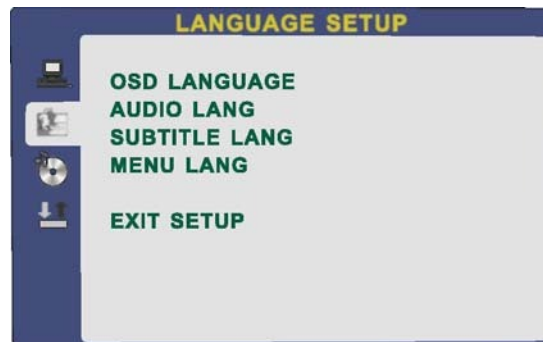 LANGUAGE SETUP
OSD LANGUAGE
AUDIO LANG
SUBTITLE LANG
MENU LANG
EXIT SETUP